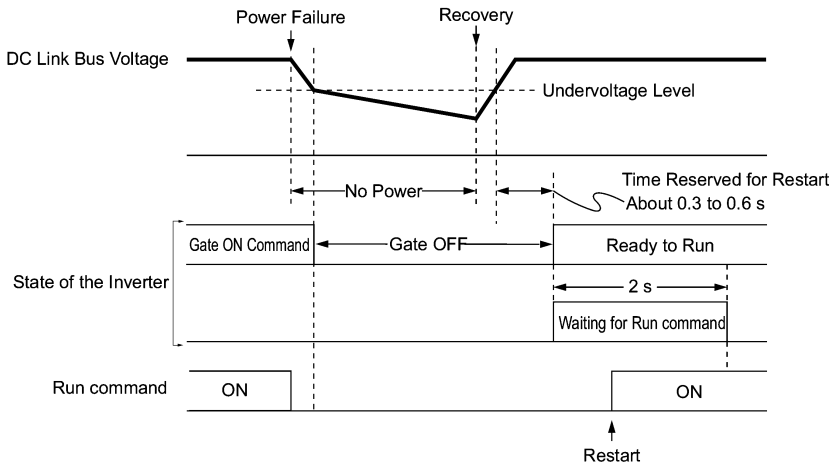 Power Failure
Recovery
DC Link Bus Voltage
Undervoltage Level
No Power
Time Reserved for Restart
About 0.3 to 0.6 s
Gate ON Command
Gate OFF
Ready to Run
State of the Inverter
2 s
Waiting for Run command
Run command
ON
ON
Restart